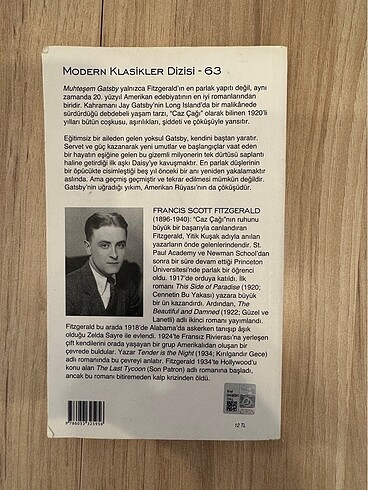 MODERN KLASİKLER DİZİSİ - 63
Muhteşem Gatsby yalnızca Fitzgerald'ın en parlak yapıtı değil, aynı
zamanda 20. yüzyıl Amerikan edebiyatının en iyi romanlarından
biridir. Kahramanı Jay Gatsby'nin Long Island'da bir malikânede
sürdürdüğü debdebeli yaşam tarzı, "Caz Çağı" olarak bilinen 1920'li
yılları bütün coşkusu, aşırılıkları, şiddeti ve çöküşüyle yansıtır.
Eğitimsiz bir aileden gelen yoksul Gatsby, kendini baştan yaratır.
Servet ve güç kazanarak yeni umutlar ve başlangıçlar vaat eden
bir hayatın eşiğine gelen bu gizemli milyonerin tek dürtüsü saplantı
haline getirdiği ilk aşkı Daisy'ye kavuşmaktır. En parlak düşlerinin
bir öpücükte cisimleştiği beş yıl önceki bir anı yeniden yakalamaktır
aslında. Ama geçmiş geçmiştir ve tekrar edilmesi mümkün değildir.
Gatsby'nin uğradığı yıkım, Amerikan Rüyası'nın da çöküşüdür.
FRANCIS SCOTT FITZGERALD
(1896-1940): "Caz Çağı"nın ruhunu
büyük bir başarıyla canlandıran
Fitzgerald, Yitik Kuşak adıyla anılan
yazarların önde gelenlerindendir. St.
Paul Academy ve Newman School'dan
sonra bir süre devam ettiği Princeton
Üniversitesi'nde parlak bir öğrenci
oldu. 1917'de orduya katıldı. İlk
romanı This Side of Paradise (1920;
Cennetin Bu Yakası) yazara büyük
bir ün kazandırdı. Ardından, The
Beautiful and Damned (1922; Güzel ve
Lanetli) adlı ikinci romanı yayımlandı.
Fitzgerald bu arada 1918'de Alabama'da askerken tanışıp âşık
olduğu Zelda Sayre ile evlendi. 1924'te Fransız Rivierası'na yerleşen
çift kendilerini orada yaşayan bir grup Amerikalıdan oluşan bir
çevrede buldular. Yazar Tender is the Night (1934; Kırılgandır Gece)
adlı romanında bu çevreyi anlatır. Fitzgerald 1934'te Hollywood'u
konu alan The Last Tycoon (Son Patron) adlı romanına başladı,
ancak bu romanı bitiremeden kalp krizinden öldü.
9 786053 325956
12 TL